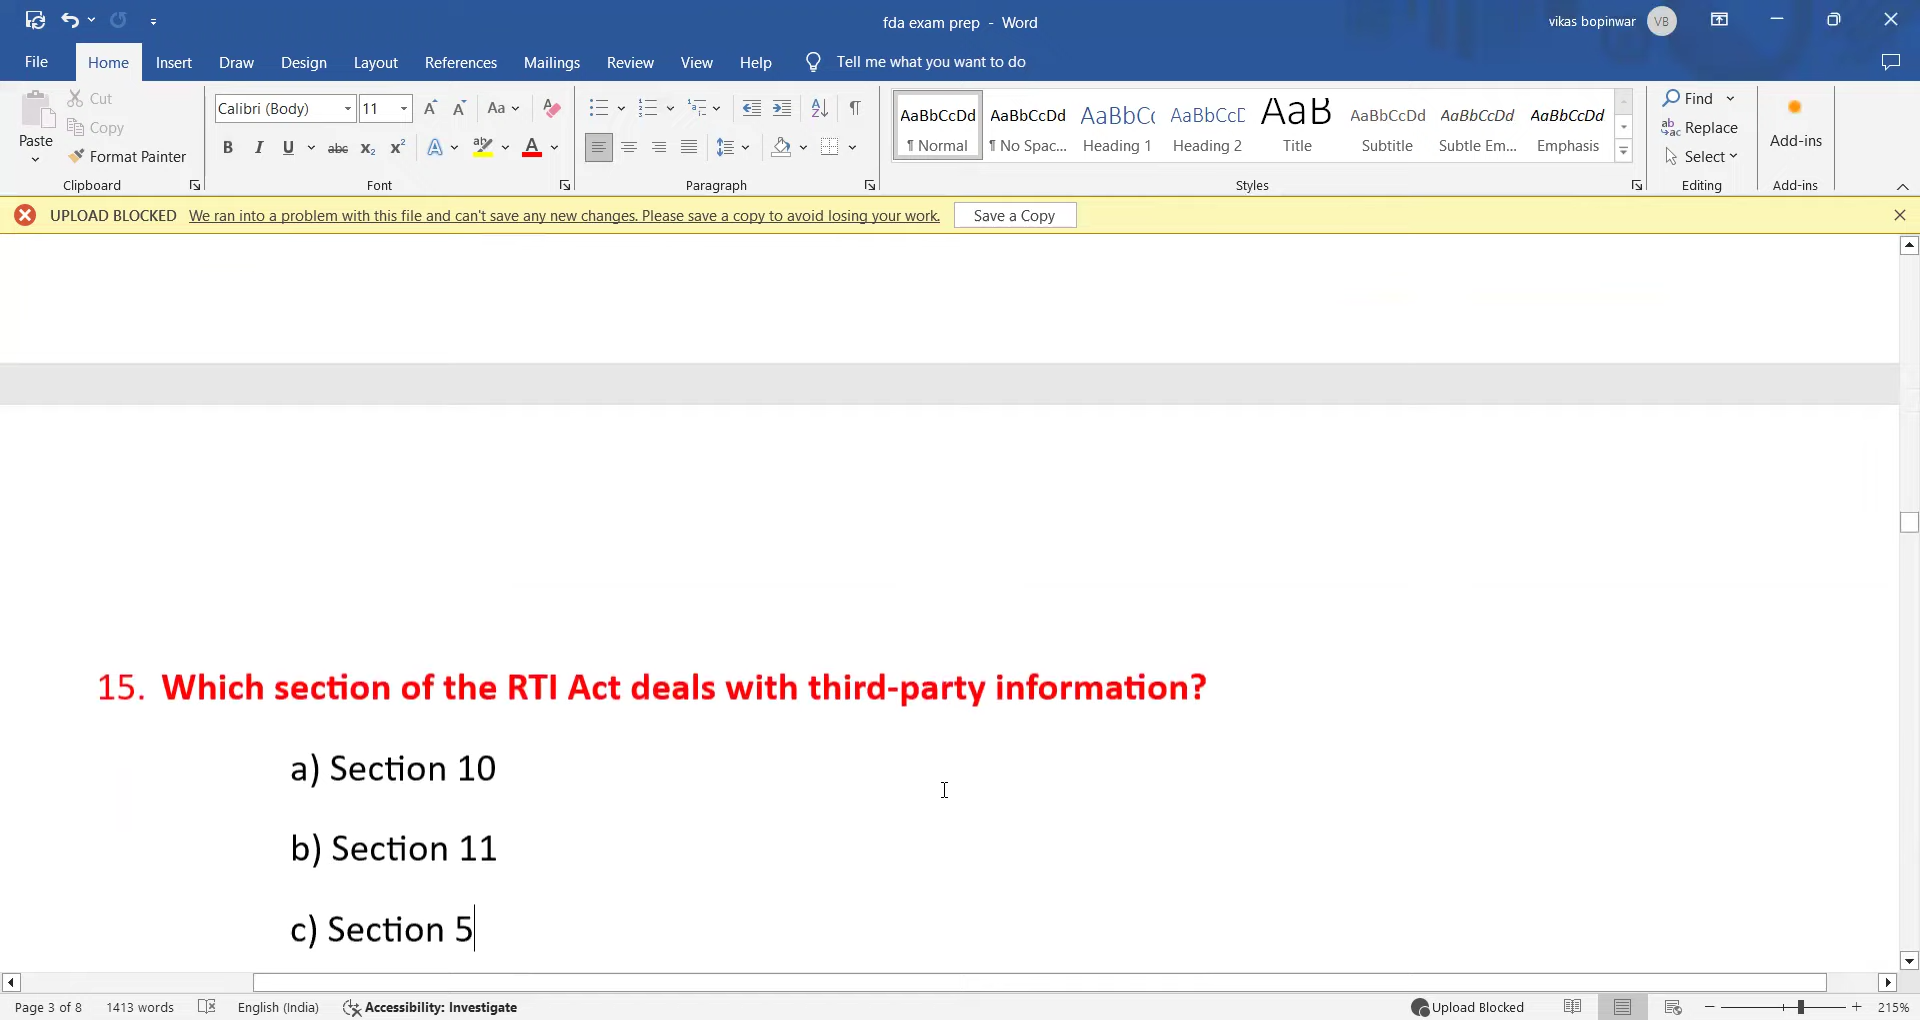 fda exam prep - Word
vikas bopinwar VB
File Home Insert Draw Design Layout References Mailings Review View Help Tell me what you want to do
Paste Cut Copy Format Painter Clipboard
Calibri (Body) 11 Aa
B I U abc x₂ x² A A Font
Paragraph
AaBbCcDd AaBbCcDd AaBbCc AaBbCcD AaB AaBbCcDd AaBbCcDd AaBbCcDd
¶ Normal ¶ No Spac... Heading 1 Heading 2 Title Subtitle Subtle Em... Emphasis
Styles
Find Replace Select Editing
Add-ins Add-ins
UPLOAD BLOCKED We ran into a problem with this file and can't save any new changes. Please save a copy to avoid losing your work. Save a Copy
15. Which section of the RTI Act deals with third-party information?
a) Section 10
b) Section 11
c) Section 5
Page 3 of 8 1413 words English (India) Accessibility: Investigate Upload Blocked 215%